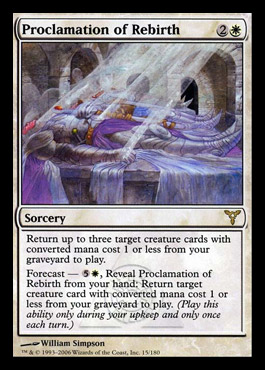 Proclamation of Rebirth 2
Sorcery
Return up to three target creature cards with
converted mana cost 1 or less from your
graveyard to play.
Forecast — 5, Reveal Proclamation of
Rebirth from your hand: Return target
creature card with converted mana cost 1 or
less from your graveyard to play. (Play this
ability only during your upkeep and only once
each turn.)
William Simpson
™ & © 1993–2006 Wizards of the Coast, Inc. 15/180